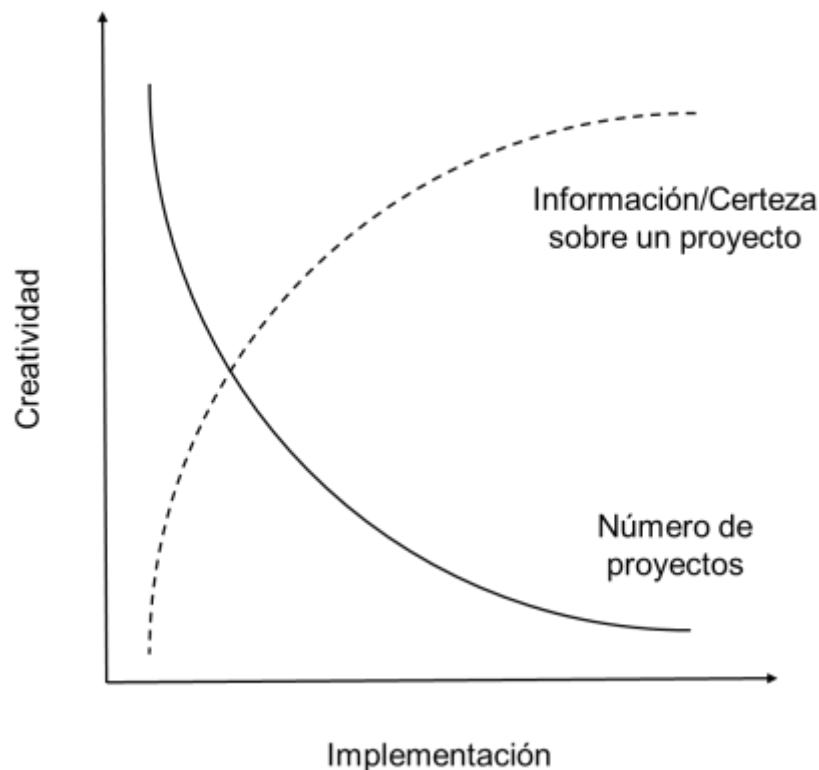 Creatividad
Información/Certeza
sobre un proyecto
Número de
proyectos
Implementación